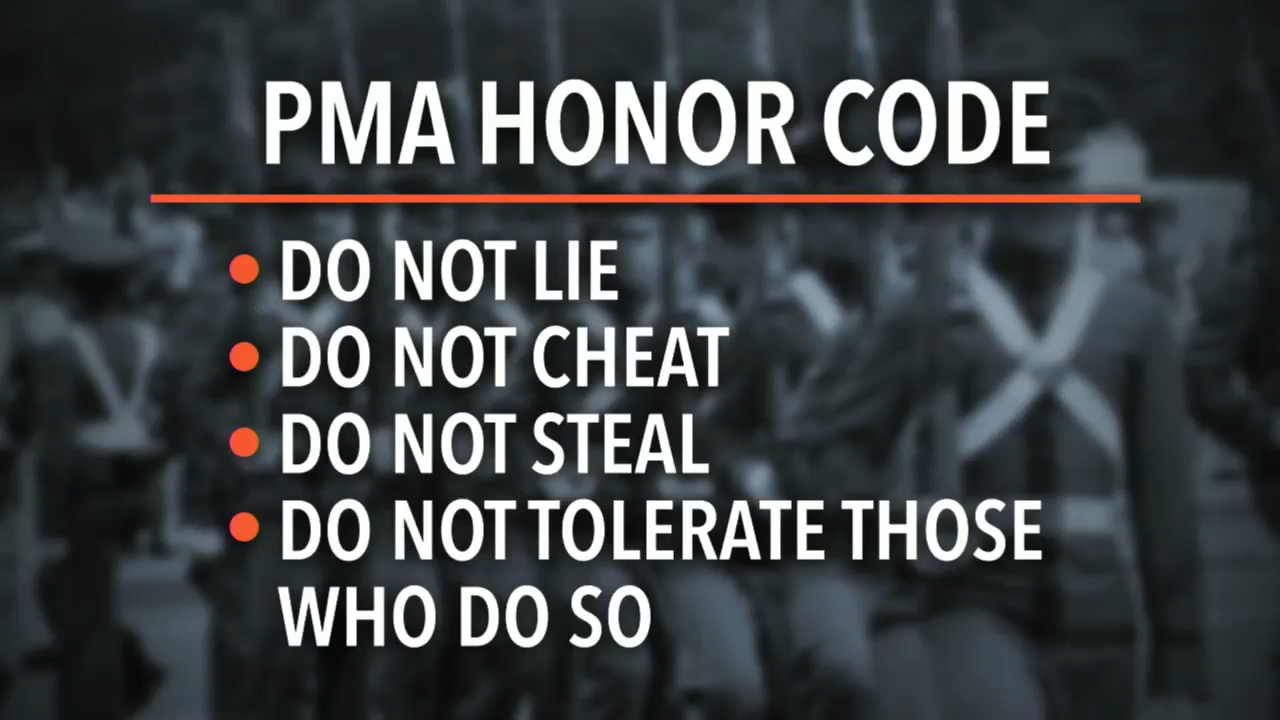 PMA HONOR CODE
• DO NOT LIE
• DO NOT CHEAT
• DO NOT STEAL
• DO NOT TOLERATE THOSE
WHO DO SO